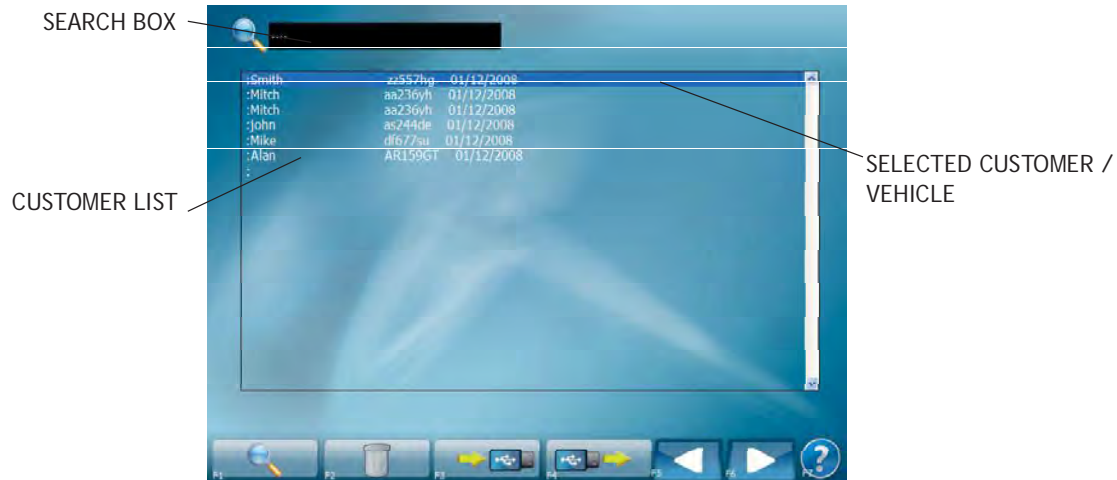 SEARCH BOX
:Smith zz557hg 01/12/2008
:Mitch aa236yh 01/12/2008
:Mitch aa236yh 01/12/2008
:john as244de 01/12/2008
:Mike df677su 01/12/2008
:Alan AR159GT 01/12/2008
:
SELECTED CUSTOMER /
VEHICLE
CUSTOMER LIST
F1 F2 F3 F4 F5 F6 F7 ?